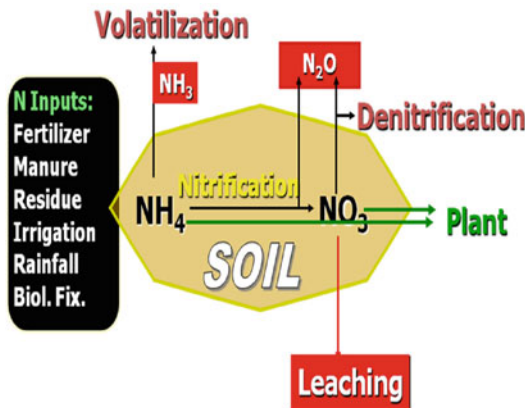 Volatilization
NH₃
N₂O
N Inputs:
Fertilizer
Manure
Residue
Irrigation
Rainfall
Biol. Fix.
Denitrification
Nitrification
NH₄
NO₃
Plant
SOIL
Leaching